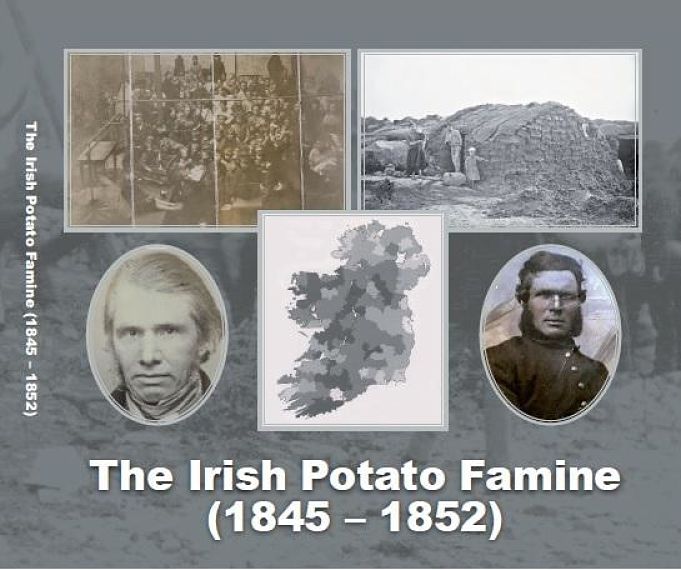 The Irish Potato Famine (1845 – 1852)
The Irish Potato Famine
(1845 – 1852)